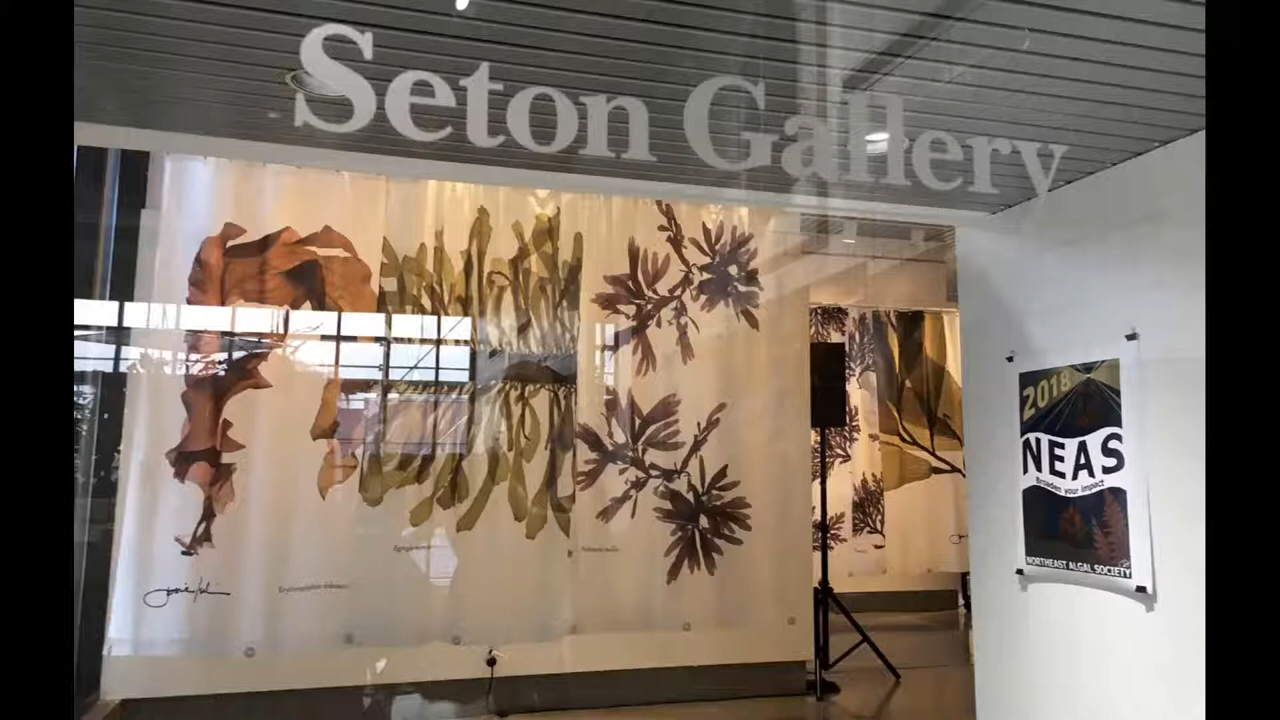 Seton Gallery
2018
NEAS
Broaden your impact
NORTHEAST ALGAL SOCIETY